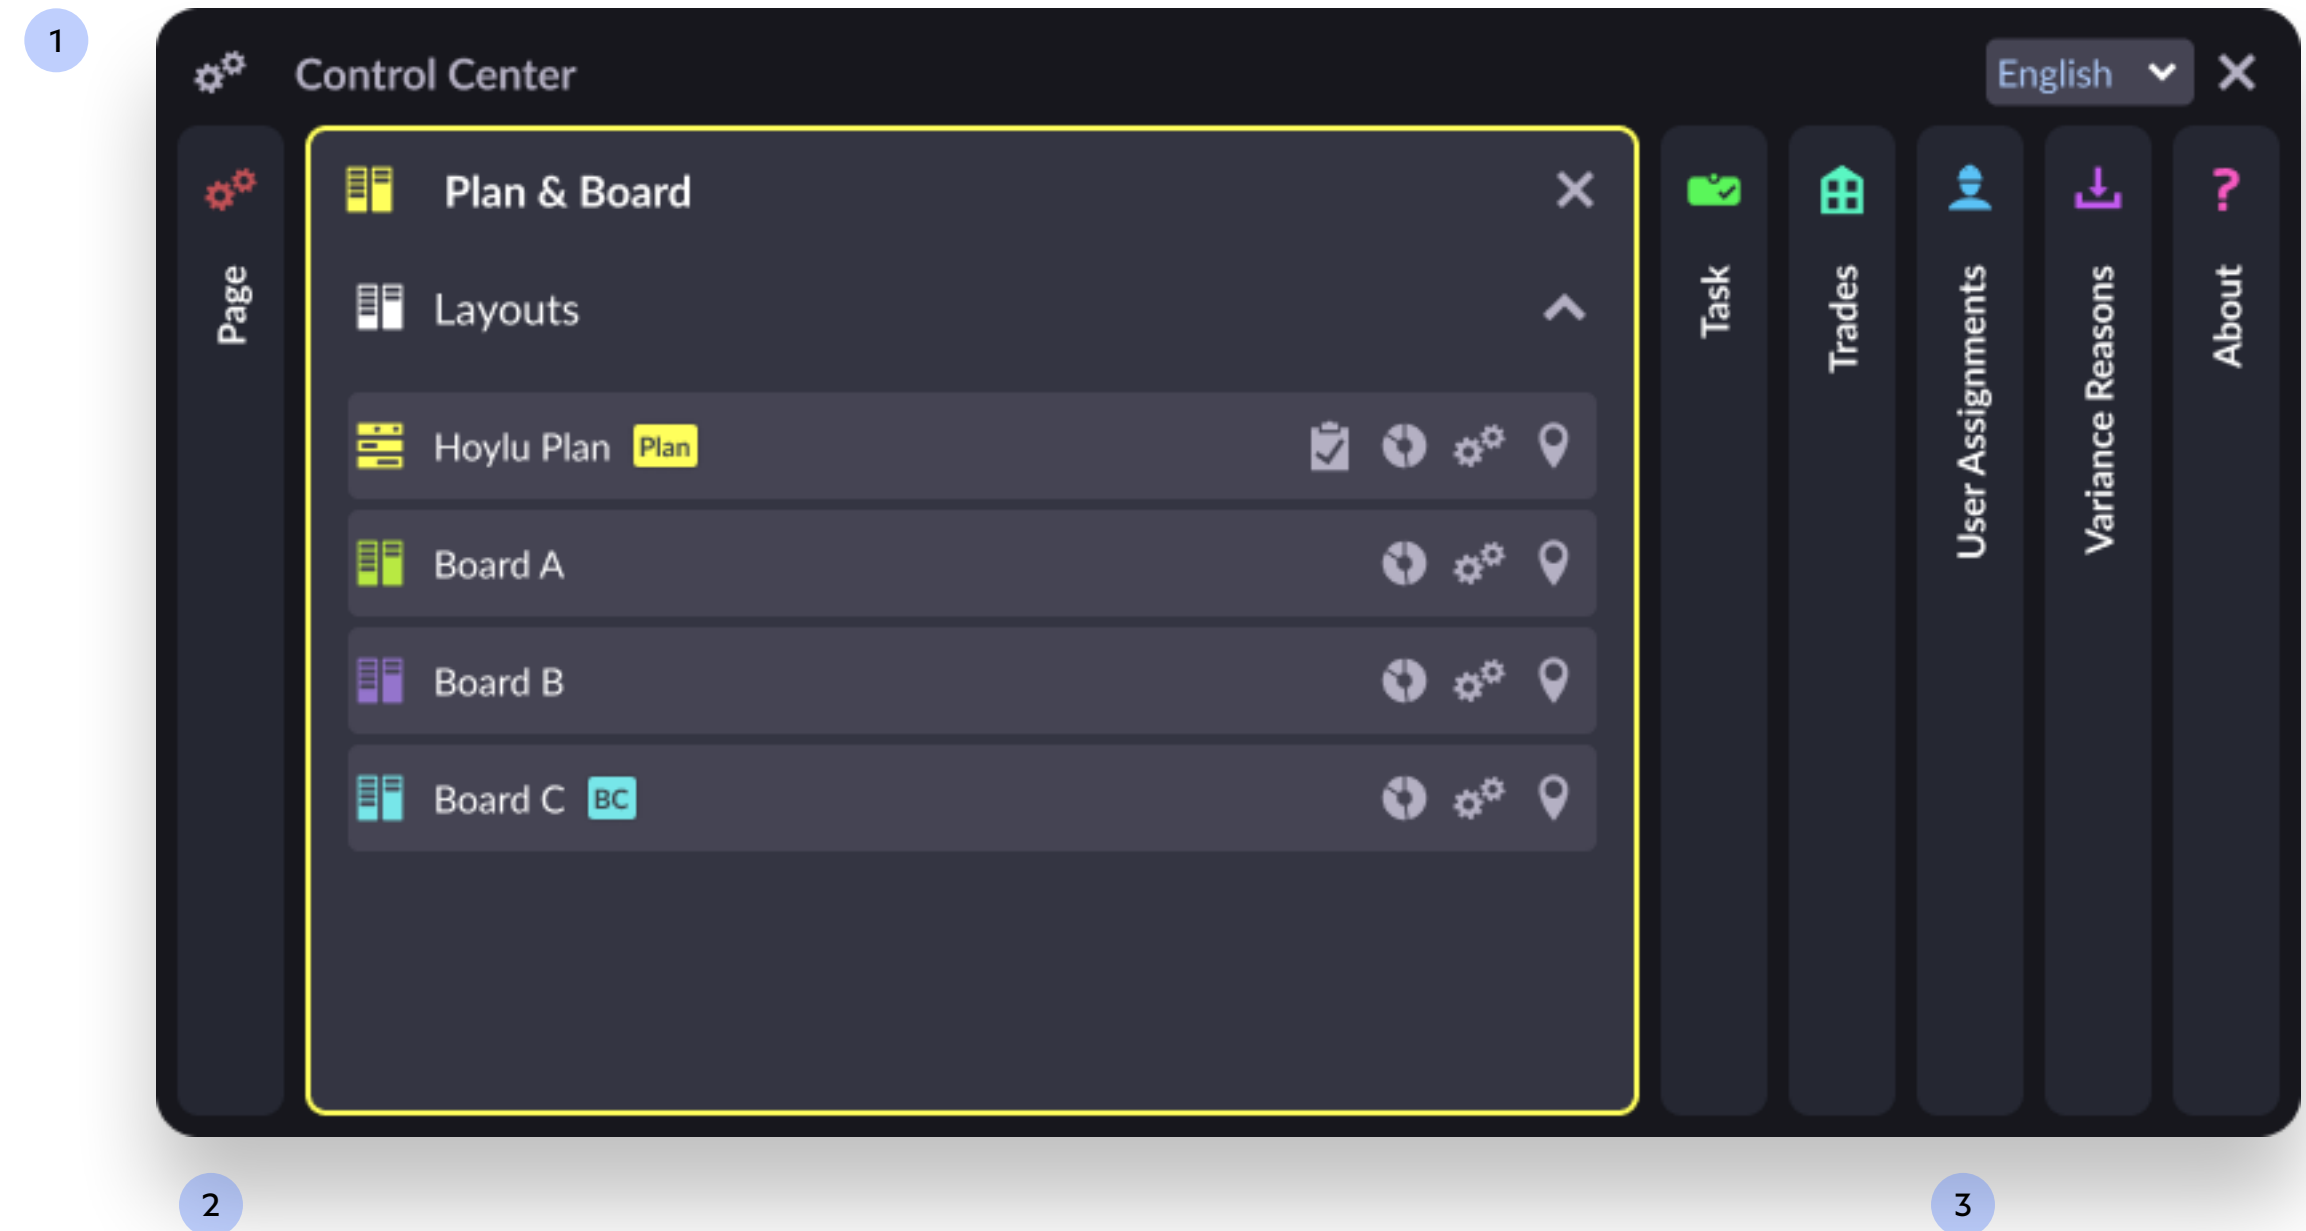 1
Control Center
English
Page
Plan & Board
Layouts
Hoylu Plan Plan
Board A
Board B
Board C BC
Task
Trades
User Assignments
Variance Reasons
? About
2
3